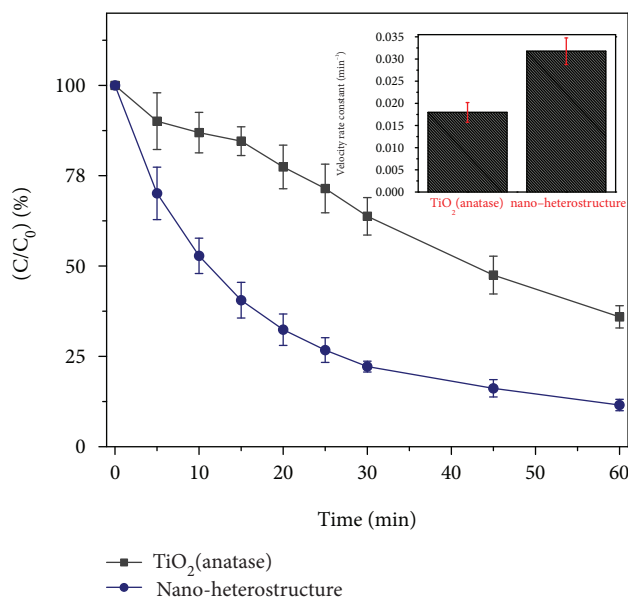 (C/C0) (%)
100
78
50
25
0
0
10
20
30
40
50
60
Time (min)
Velocity rate constant (min⁻¹)
0.035
0.030
0.025
0.020
0.015
0.010
0.005
0.000
TiO2(anatase)
nano–heterostructure
TiO2(anatase)
Nano-heterostructure